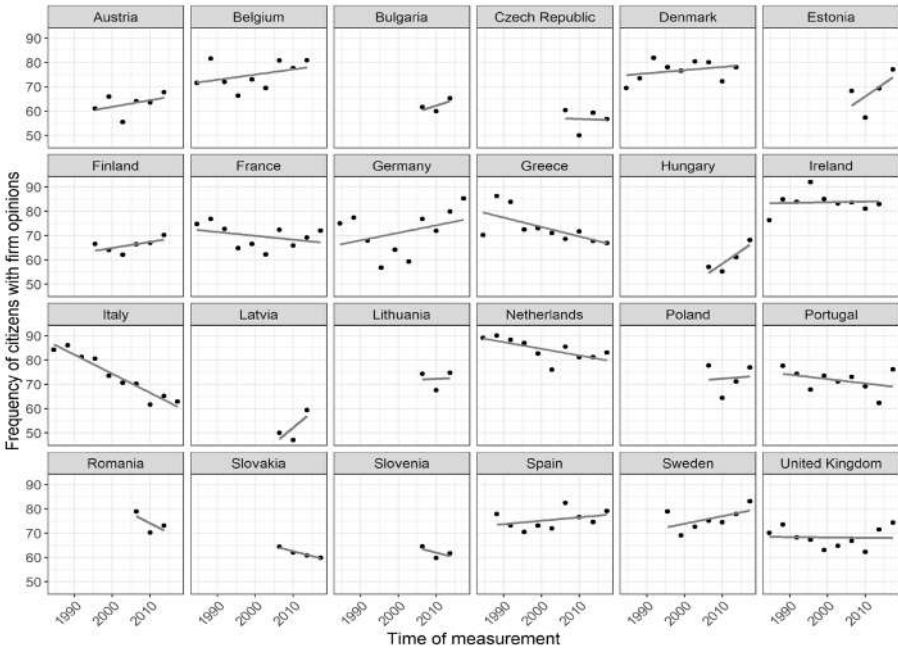 Frequency of citizens with firm opinions
Austria Belgium Bulgaria Czech Republic Denmark Estonia
90
80
70
60
50
Finland France Germany Greece Hungary Ireland
90
80
70
60
50
Italy Latvia Lithuania Netherlands Poland Portugal
90
80
70
60
50
Romania Slovakia Slovenia Spain Sweden United Kingdom
90
80
70
60
50
1990 2000 2010 1990 2000 2010 1990 2000 2010 1990 2000 2010 1990 2000 2010 1990 2000 2010
Time of measurement